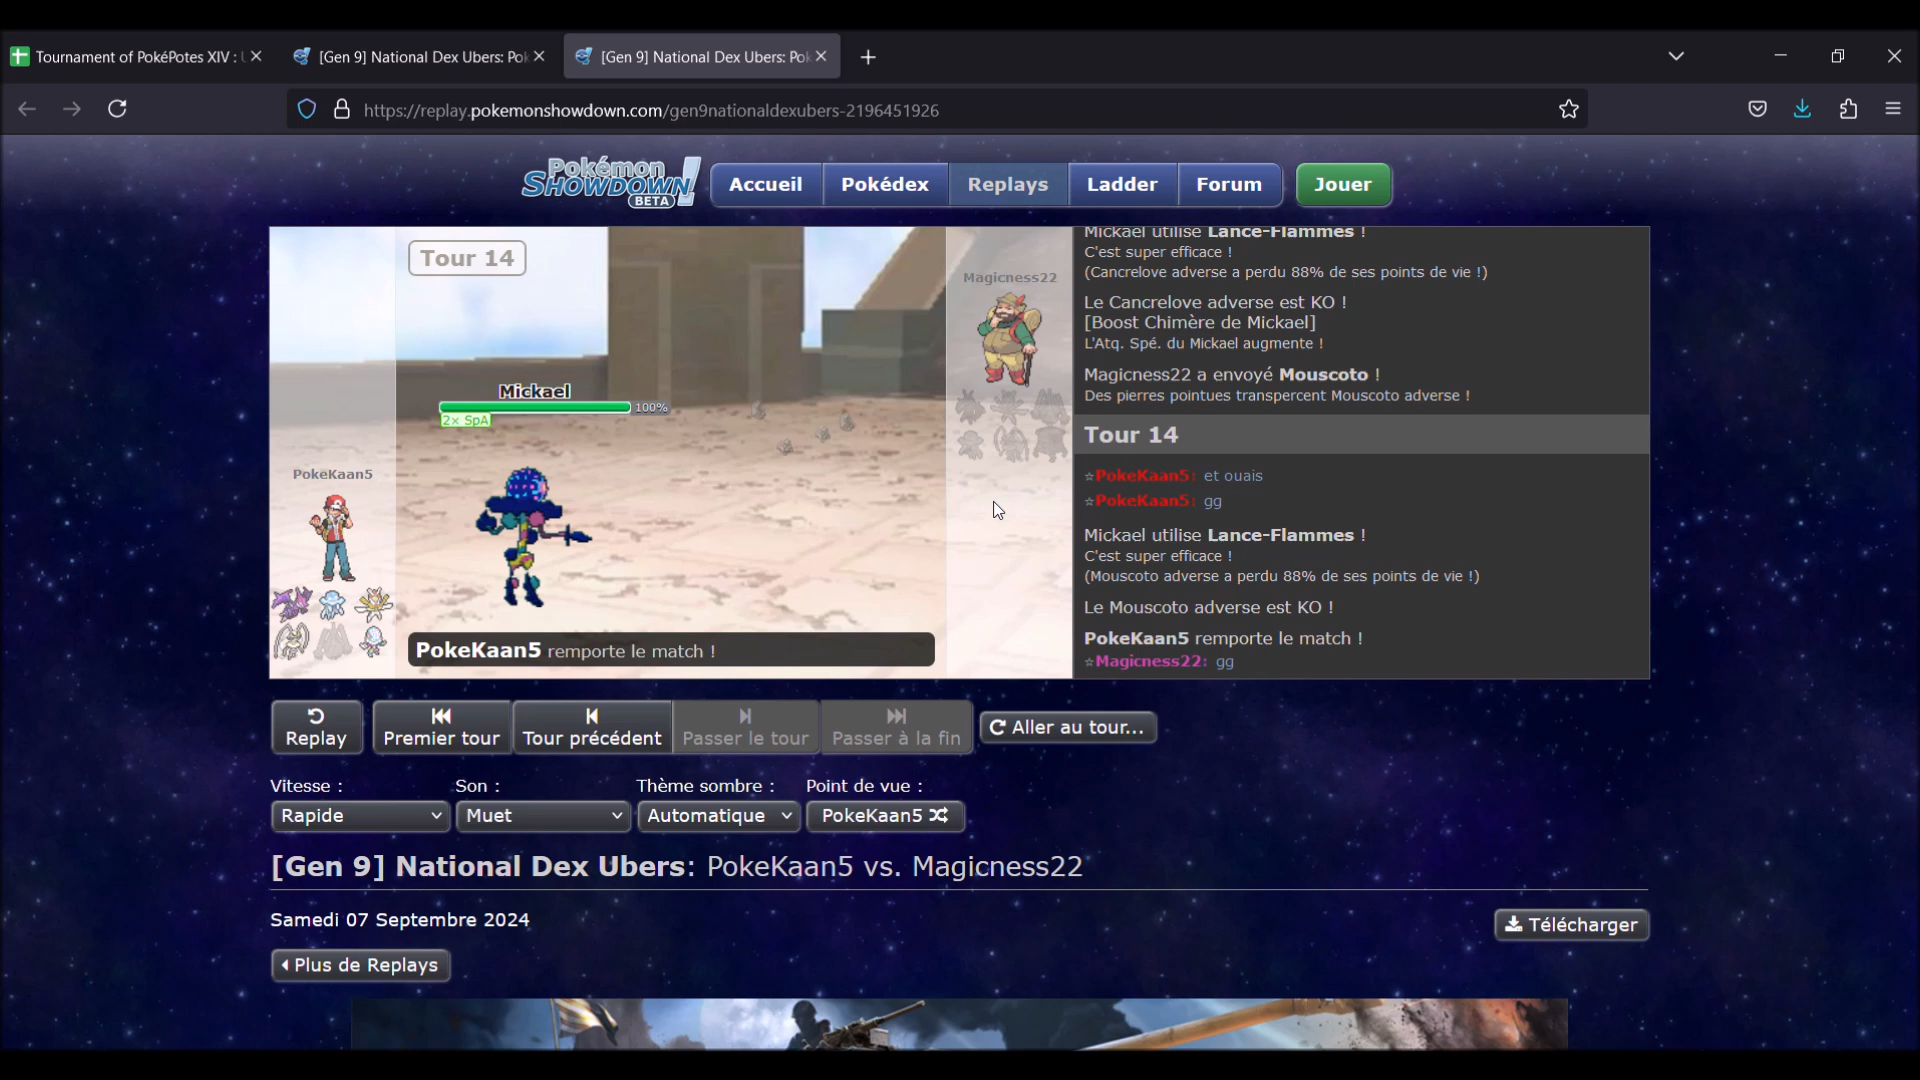 Tournament of PokéPotes XIV :
[Gen 9] National Dex Ubers: Pok
[Gen 9] National Dex Ubers: Pok
https://replay.pokemonshowdown.com/gen9nationaldexubers-2196451926
Pokémon
SHOWDOWN!
BETA
Accueil
Pokédex
Replays
Ladder
Forum
Jouer
Tour 14
Mickael
100%
2× SpA
PokeKaan5
Magicness22
PokeKaan5 remporte le match !
Mickael utilise Lance-Flammes !
C'est super efficace !
(Cancrelove adverse a perdu 88% de ses points de vie !)
Le Cancrelove adverse est KO !
[Boost Chimère de Mickael]
L'Atq. Spé. du Mickael augmente !
Magicness22 a envoyé Mouscoto !
Des pierres pointues transpercent Mouscoto adverse !
Tour 14
☆PokeKaan5: et ouais
☆PokeKaan5: gg
Mickael utilise Lance-Flammes !
C'est super efficace !
(Mouscoto adverse a perdu 88% de ses points de vie !)
Le Mouscoto adverse est KO !
PokeKaan5 remporte le match !
☆Magicness22: gg
Replay
Premier tour
Tour précédent
Passer le tour
Passer à la fin
Aller au tour...
Vitesse :
Son :
Thème sombre :
Point de vue :
Rapide
Muet
Automatique
PokeKaan5
[Gen 9] National Dex Ubers: PokeKaan5 vs. Magicness22
Samedi 07 Septembre 2024
Télécharger
Plus de Replays